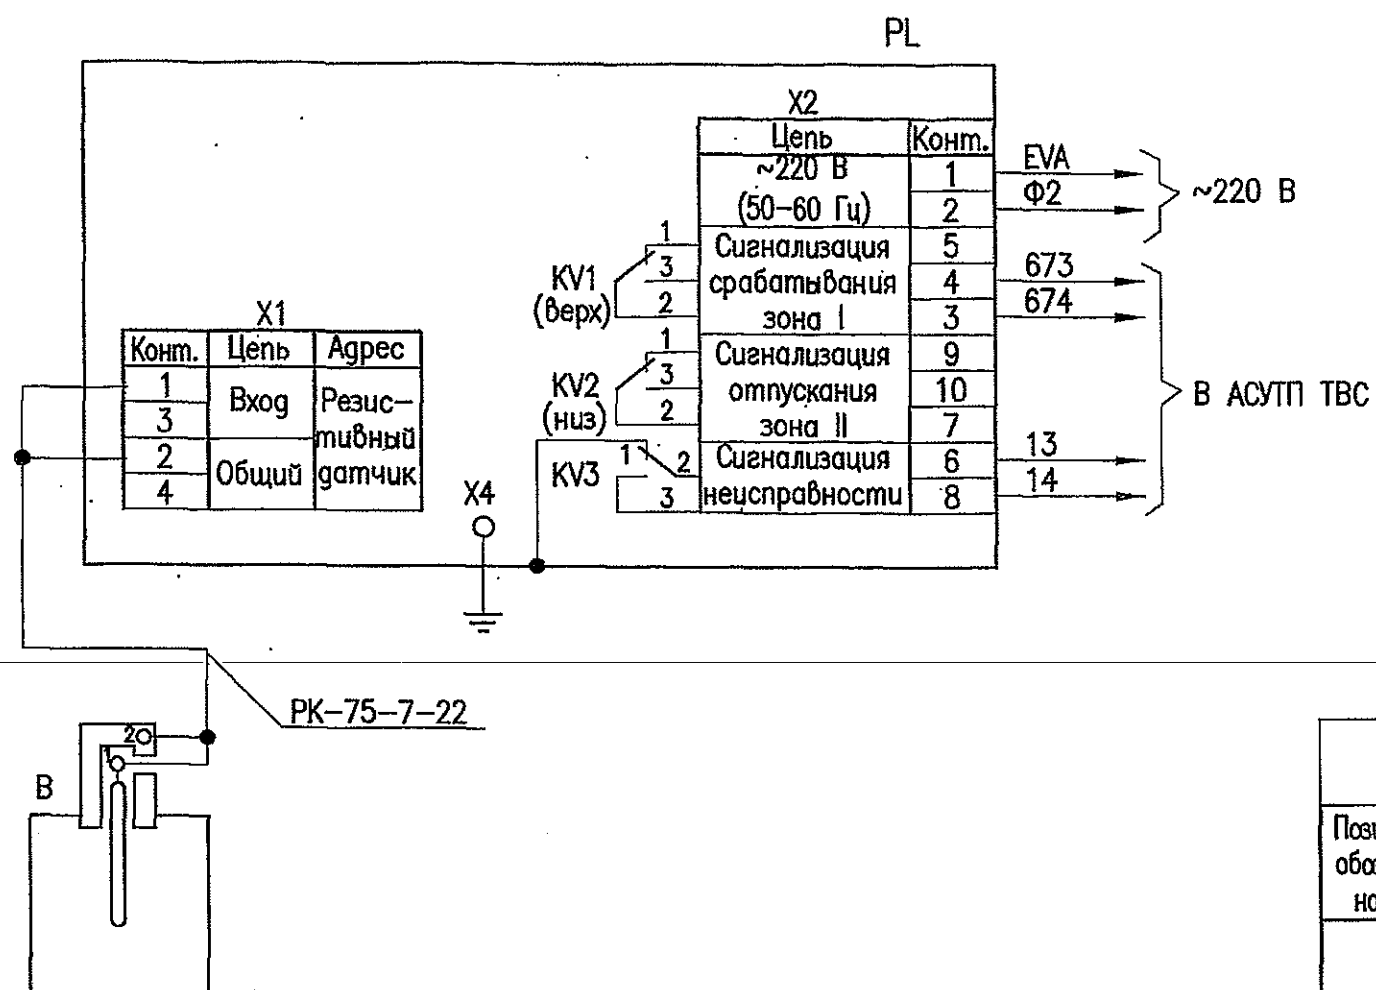 PL
X2
Цепь Конт.
~220 В 1 EVA
(50-60 Гц) 2 Ф2
~220 В
1 Сигнализация 5
KV1 3 срабатывания 4 673
(верх) 2 зона I 3 674
1 Сигнализация 9
KV2 3 отпускания 10
(низ) 2 зона II 7
В АСУТП ТВС
KV3 1 2 Сигнализация 6 13
3 неисправности 8 14
X1
Конт. Цепь Адрес
1 Вход Резис-
3 тивный
2 Общий датчик
4
X4
РК-75-7-22
2
1
В